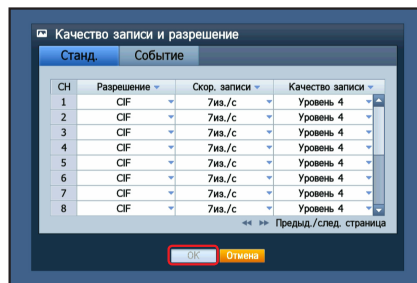 Качество записи и разрешение
Станд. Событие
CH Разрешение Скор. записи Качество записи
1 CIF 7из./с Уровень 4
2 CIF 7из./с Уровень 4
3 CIF 7из./с Уровень 4
4 CIF 7из./с Уровень 4
5 CIF 7из./с Уровень 4
6 CIF 7из./с Уровень 4
7 CIF 7из./с Уровень 4
8 CIF 7из./с Уровень 4
Предыд./след. страница
OK Отмена